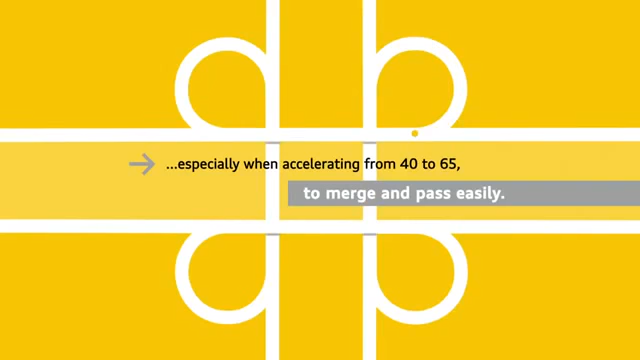 ...especially when accelerating from 40 to 65,
to merge and pass easily.